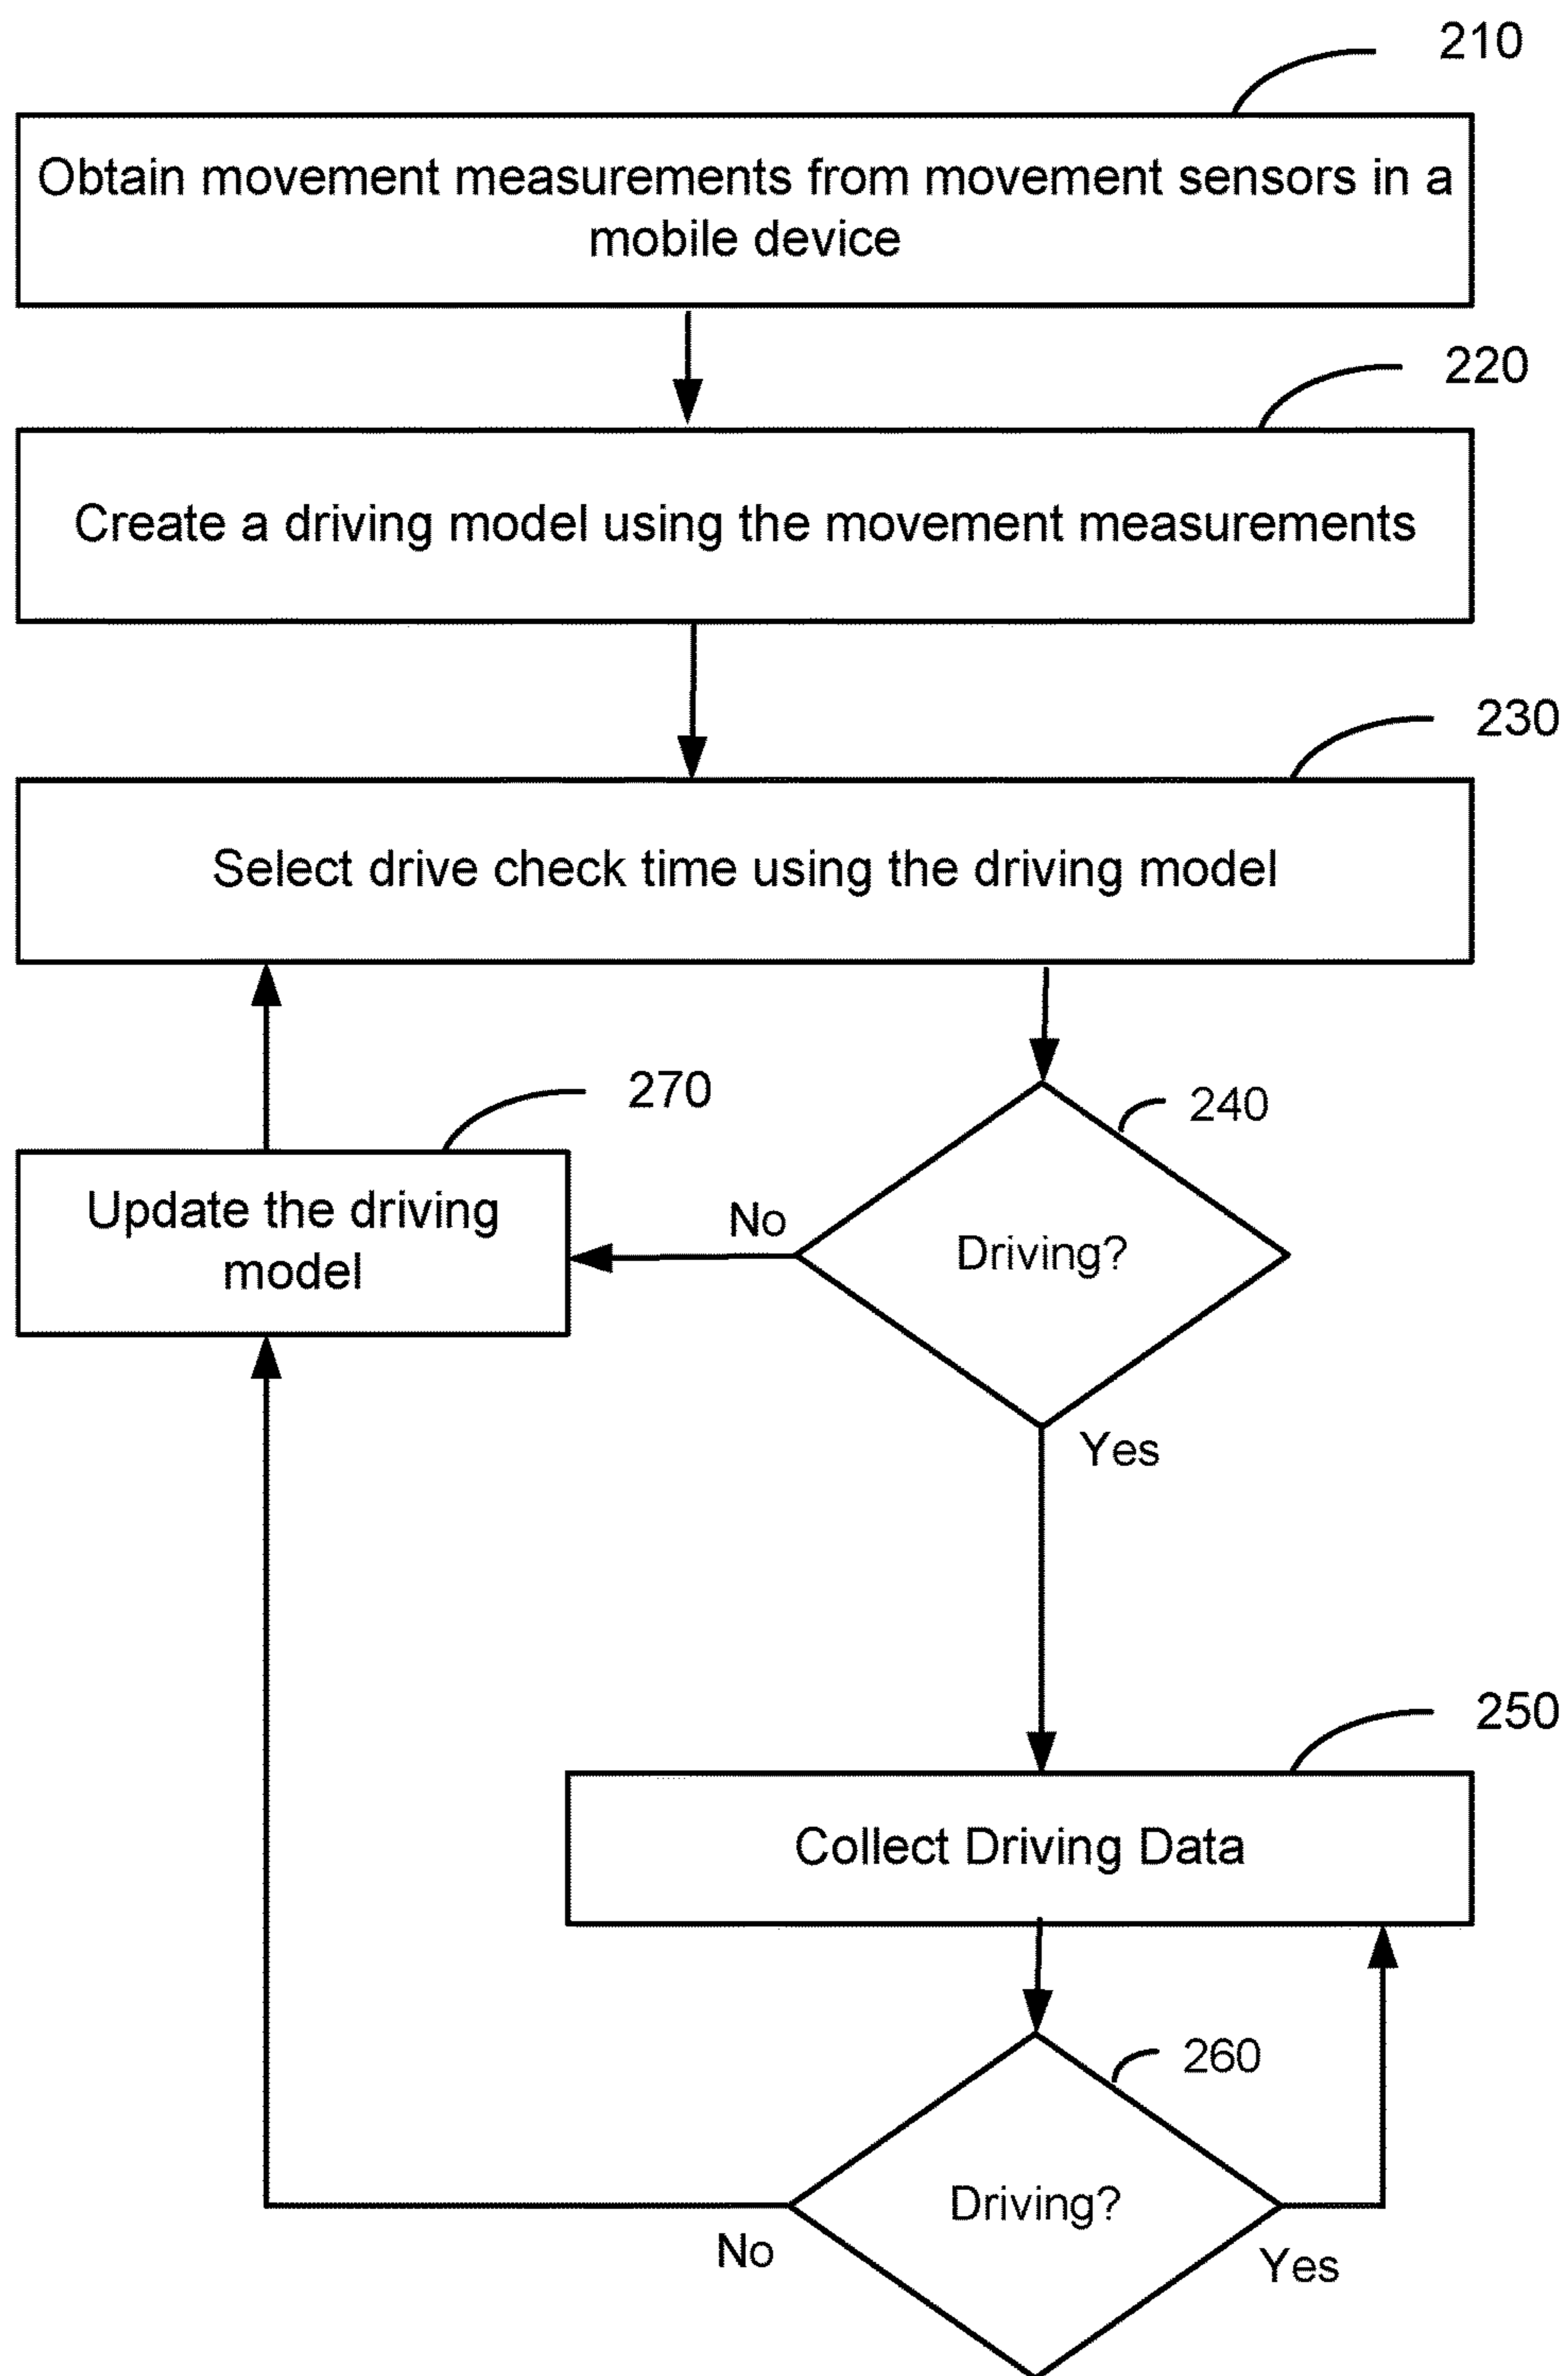 210
Obtain movement measurements from movement sensors in a
mobile device
220
Create a driving model using the movement measurements
230
Select drive check time using the driving model
270
240
Update the driving
model
No
Driving?
Yes
250
Collect Driving Data
260
Driving?
No
Yes